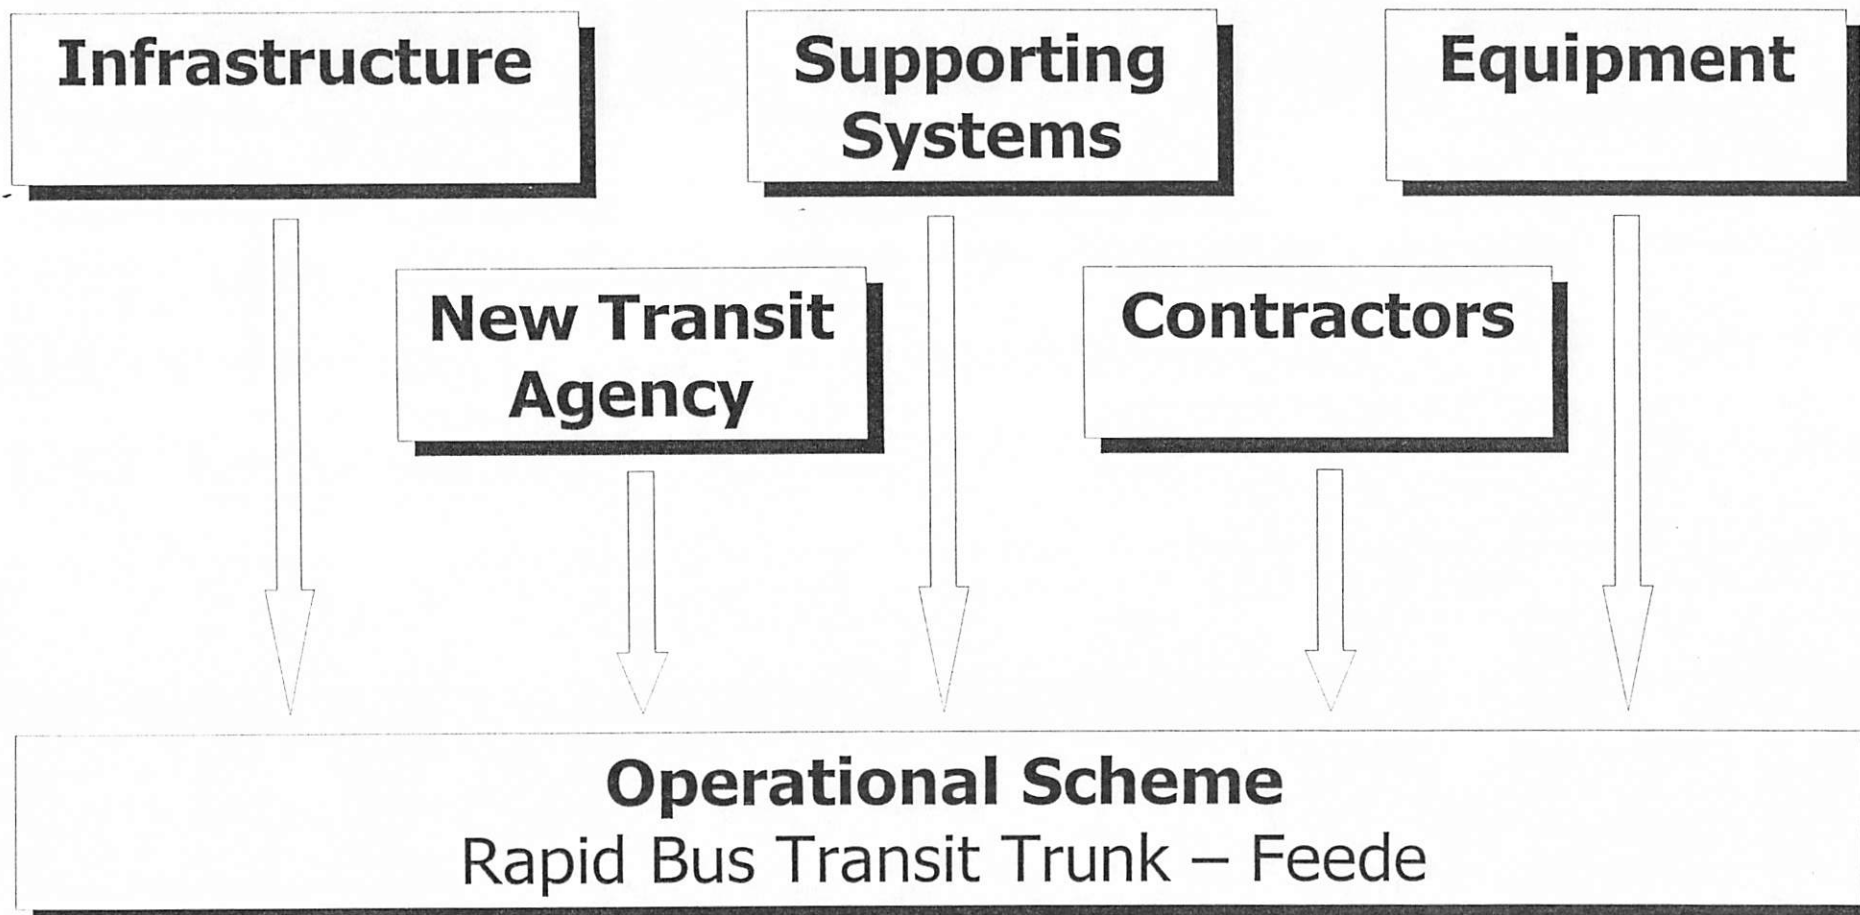 Infrastructure
Supporting
Systems
Equipment
New Transit
Agency
Contractors
Operational Scheme
Rapid Bus Transit Trunk – Feede